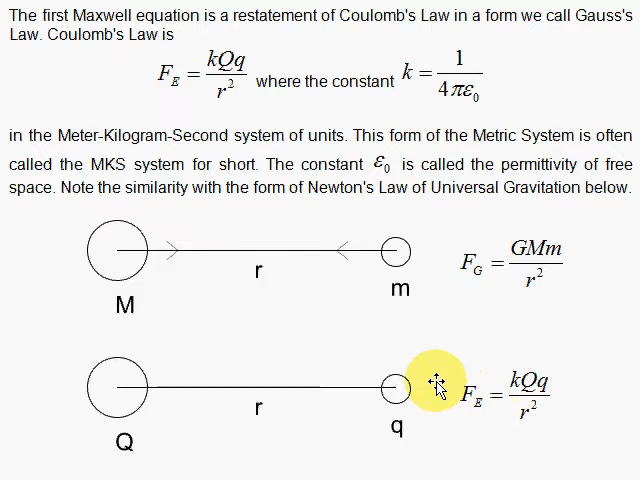 The first Maxwell equation is a restatement of Coulomb's Law in a form we call Gauss's
Law. Coulomb's Law is
F_E = kQq / r^2 where the constant k = 1 / 4πε_0
in the Meter-Kilogram-Second system of units. This form of the Metric System is often
called the MKS system for short. The constant ε_0 is called the permittivity of free
space. Note the similarity with the form of Newton's Law of Universal Gravitation below.
r
M
m
F_G = GMm / r^2
r
Q
q
F_E = kQq / r^2